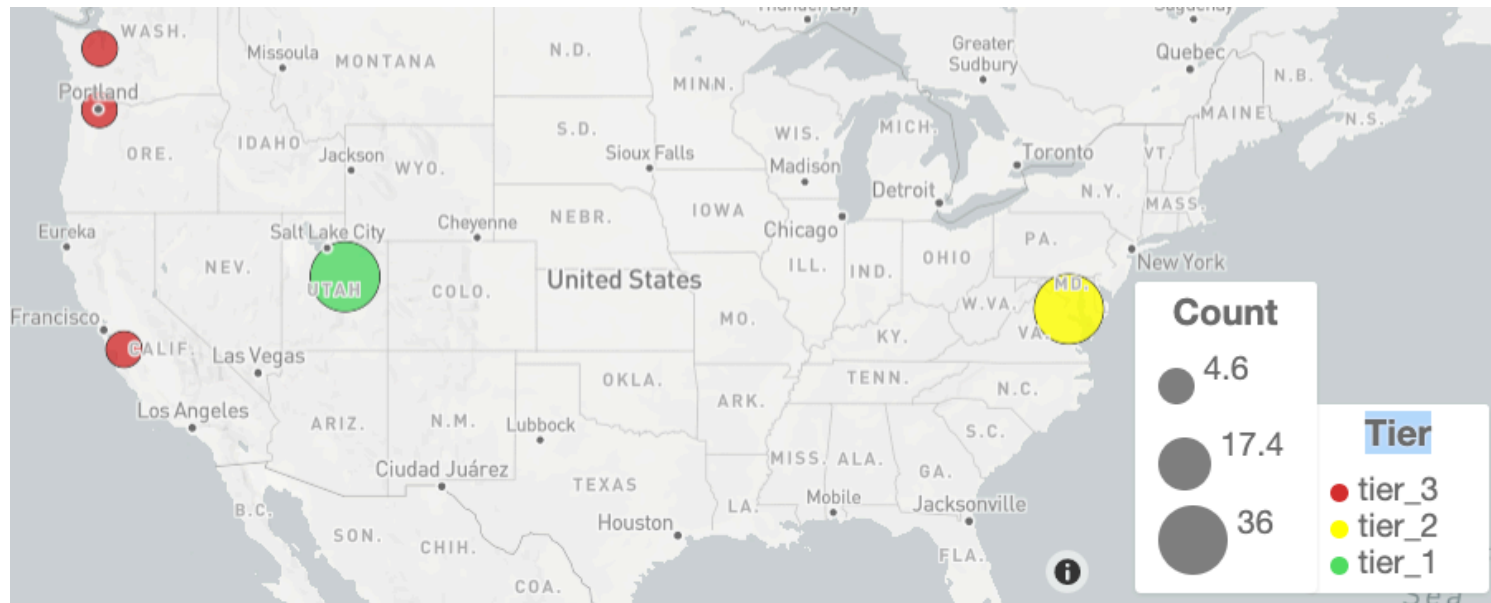 WASH.
Missoula
MONTANA
N.D.
MINN.
Greater
Sudbury
Quebec
N.B.
Portland
MAINE
N.S.
ORE.
IDAHO
Jackson
WYO.
S.D.
Sioux Falls
WIS.
Madison
MICH.
Toronto
VT.
Detroit
N.Y.
MASS.
Eureka
Salt Lake City
Cheyenne
NEBR.
IOWA
Chicago
PA.
New York
NEV.
UTAH
COLO.
United States
ILL.
IND.
OHIO
MD.
W.VA.
VA.
Francisco
CALIF.
Las Vegas
MO.
KY.
Los Angeles
ARIZ.
N.M.
OKLA.
ARK.
TENN.
N.C.
Lubbock
S.C.
Ciudad Juárez
TEXAS
MISS.
ALA.
GA.
B.C.
SON.
CHIH.
Houston
LA.
Mobile
Jacksonville
FLA.
COA.
Count
4.6
17.4
36
Tier
tier_3
tier_2
tier_1
Sea